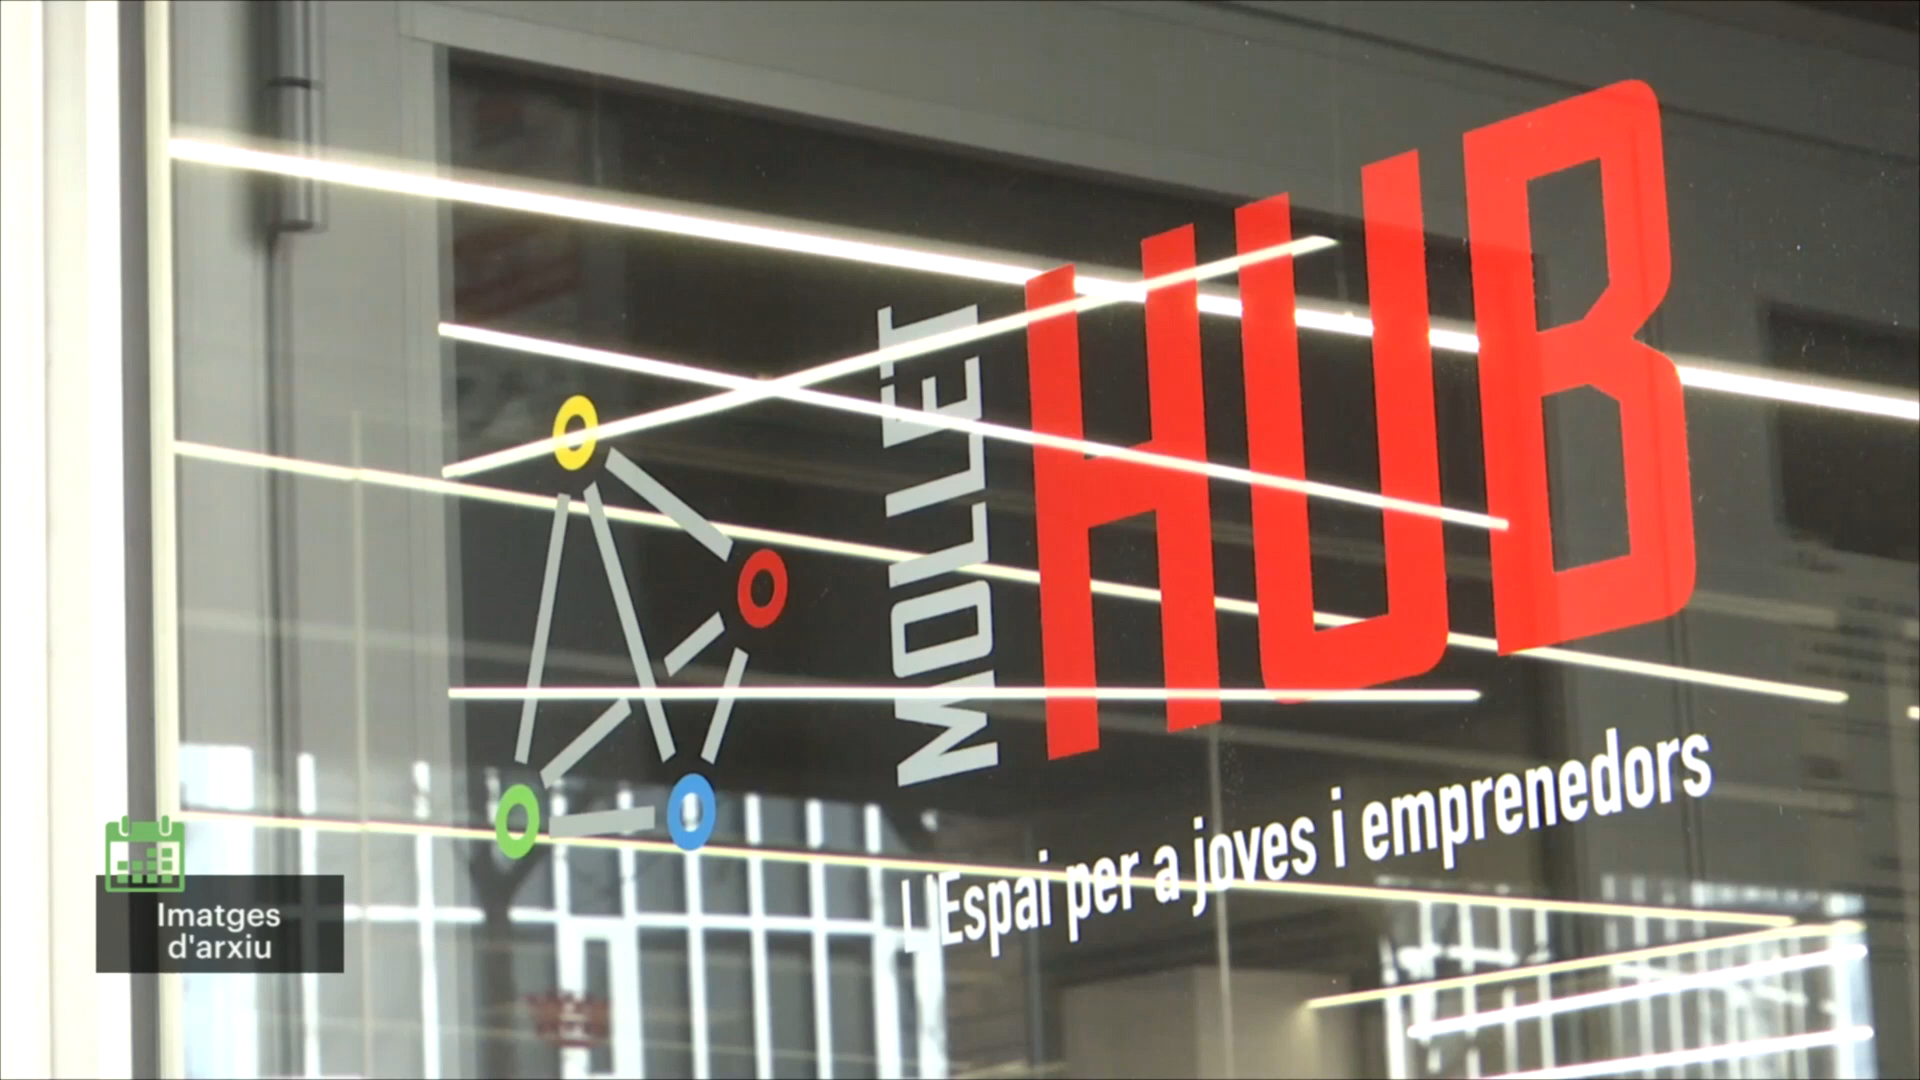 MOLLET
HUB
L'Espai per a joves i emprenedors
Imatges
d'arxiu